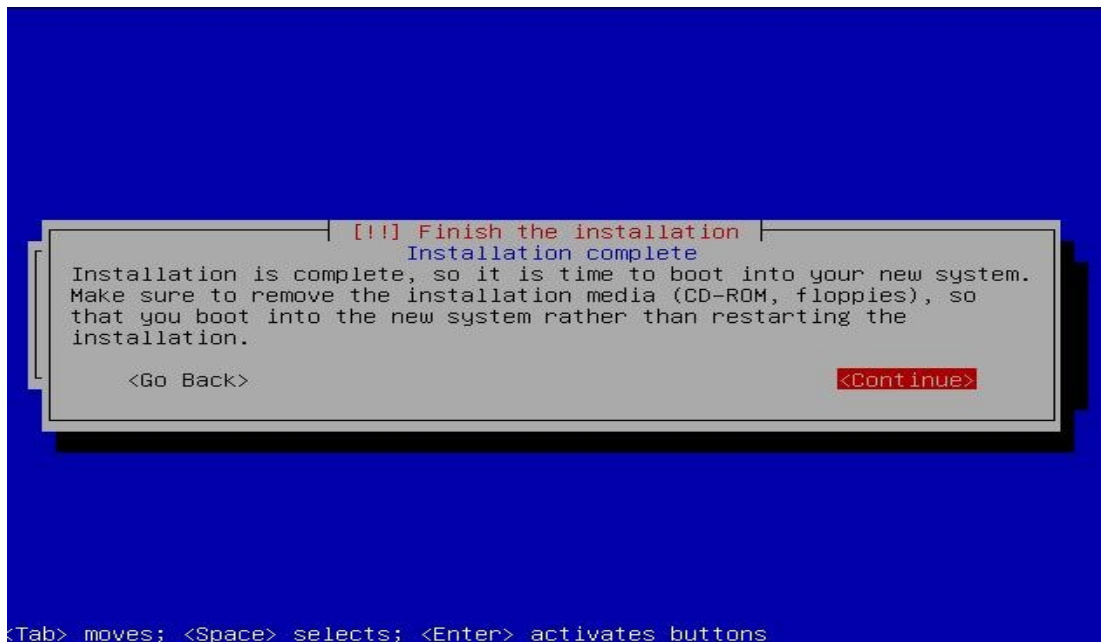 [!!] Finish the installation
Installation complete
Installation is complete, so it is time to boot into your new system.
Make sure to remove the installation media (CD-ROM, floppies), so
that you boot into the new system rather than restarting the
installation.
<Go Back> <Continue>
<Tab> moves; <Space> selects; <Enter> activates buttons